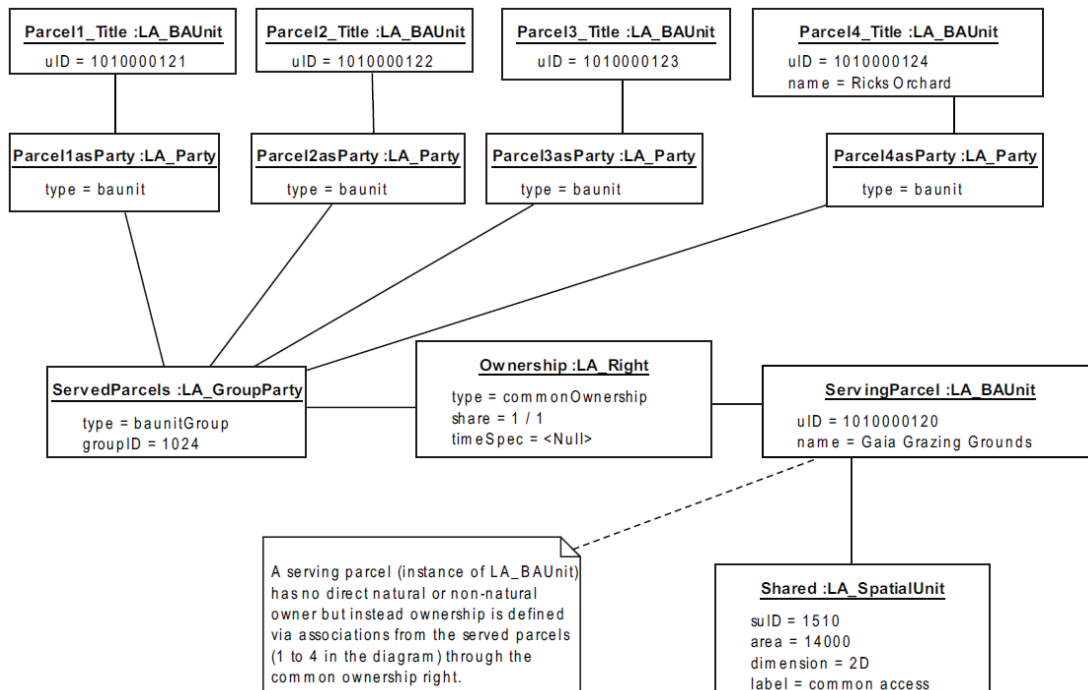 Parcel1_Title :LA_BAUnit
uID = 1010000121
Parcel2_Title :LA_BAUnit
uID = 1010000122
Parcel3_Title :LA_BAUnit
uID = 1010000123
Parcel4_Title :LA_BAUnit
uID = 1010000124
name = RicksOrchard
Parcel1asParty :LA_Party
type = baunit
Parcel2asParty :LA_Party
type = baunit
Parcel3asParty :LA_Party
type = baunit
Parcel4asParty :LA_Party
type = baunit
ServedParcels :LA_GroupParty
type = baunitGroup
groupID = 1024
Ownership :LA_Right
type = commonOwnership
share = 1 / 1
timeSpec = <Null>
ServingParcel :LA_BAUnit
uID = 1010000120
name = Gaia Grazing Grounds
A serving parcel (instance of LA_BAUnit)
has no direct natural or non-natural
owner but instead ownership is defined
via associations from the served parcels
(1 to 4 in the diagram) through the
common ownership right.
Shared :LA_SpatialUnit
suID = 1510
area = 14000
dimension = 2D
label = common access